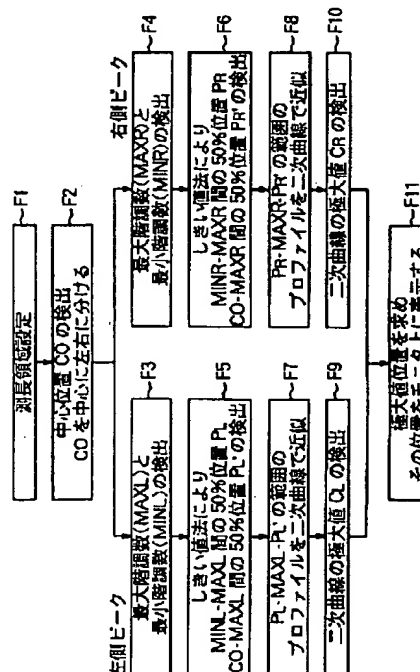 測長領域設定
F1
中心位置 CO の検出
COを中心に左右に分ける
F2
左側ピーク
最大階調数(MAXL)と
最小階調数(MINL)の検出
F3
しきい値法により
MINL-MAXL 間の 50%位置 PL
CO-MAXL 間の 50%位置 PL'の検出
F5
PL-MAXL-PL'の範囲の
プロファイルを二次曲線で近似
F7
二次曲線の極大値 CLの検出
F9
右側ピーク
最大階調数(MAXR)と
最小階調数(MINR)の検出
F4
しきい値法により
MINR-MAXR 間の 50%位置 PR
CO-MAXR 間の 50%位置 PR'の検出
F6
PR-MAXR-PR'の範囲の
プロファイルを二次曲線で近似
F8
二次曲線の極大値 CRの検出
F10
極大値位置を求め
その位置をモニタ上に表示する
F11